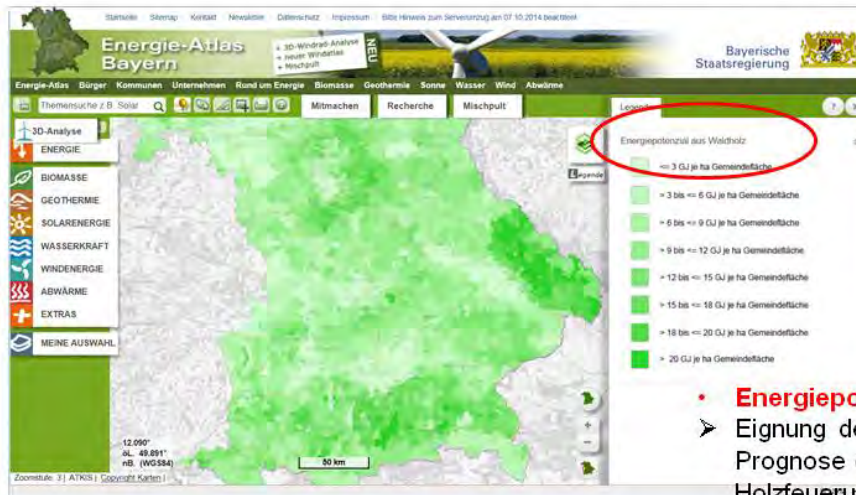 Startseite Sitemap Kontakt Newsletter Datenschutz Impressum Bitte Hinweis zum Serverumzug am 07.10.2014 beachten!
Energie-Atlas
Bayern
+ 3D-Windrad-Analyse
+ neuer Windatlas
+ Mischpult
NEU
Bayerische
Staatsregierung
Energie-Atlas Bürger Kommunen Unternehmen Rund um Energie Biomasse Geothermie Sonne Wasser Wind Abwärme
Themensuche z.B. Solar
Mitmachen Recherche Mischpult
3D-Analyse
ENERGIE
BIOMASSE
GEOTHERMIE
SOLARENERGIE
WASSERKRAFT
WINDENERGIE
ABWÄRME
EXTRAS
MEINE AUSWAHL
Legende
Energiepotenzial aus Waldholz
<= 3 GJ je ha Gemeindefläche
> 3 bis <= 6 GJ je ha Gemeindefläche
> 6 bis <= 9 GJ je ha Gemeindefläche
> 9 bis <= 12 GJ je ha Gemeindefläche
> 12 bis <= 15 GJ je ha Gemeindefläche
> 15 bis <= 18 GJ je ha Gemeindefläche
> 18 bis <= 20 GJ je ha Gemeindefläche
> 20 GJ je ha Gemeindefläche
12.090°
öL. 49.891°
nB. (WGS84)
50 km
Zoomstufe 3 | ATKIS | Copyright Karten |
• Energiepo
➢ Eignung de
Prognose
Holzfeueru